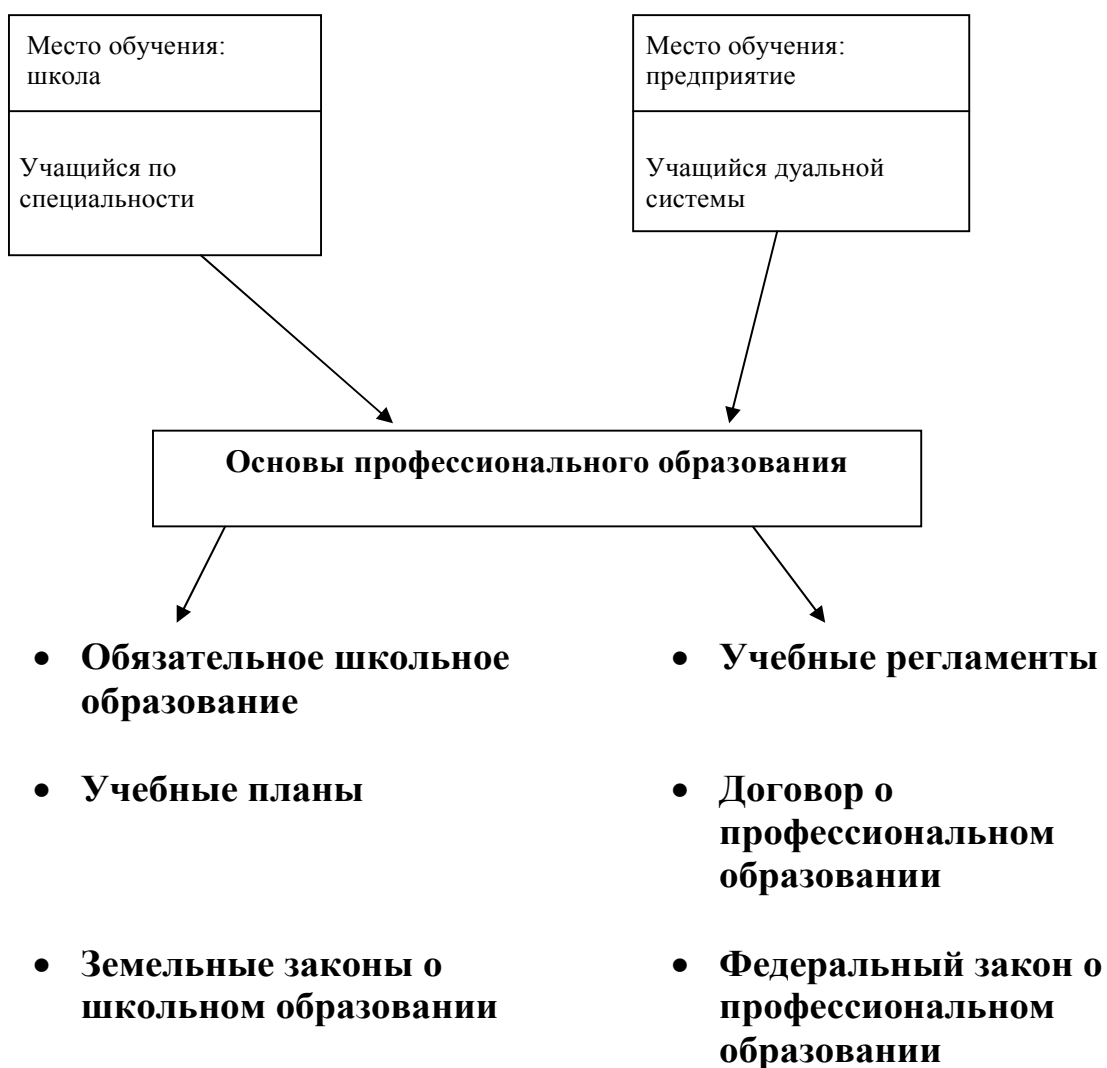 Место обучения:
школа
Учащийся по
специальности
Место обучения:
предприятие
Учащийся дуальной
системы
Основы профессионального образования
• Обязательное школьное
образование
• Учебные планы
• Земельные законы о
школьном образовании
• Учебные регламенты
• Договор о
профессиональном
образовании
• Федеральный закон о
профессиональном
образовании